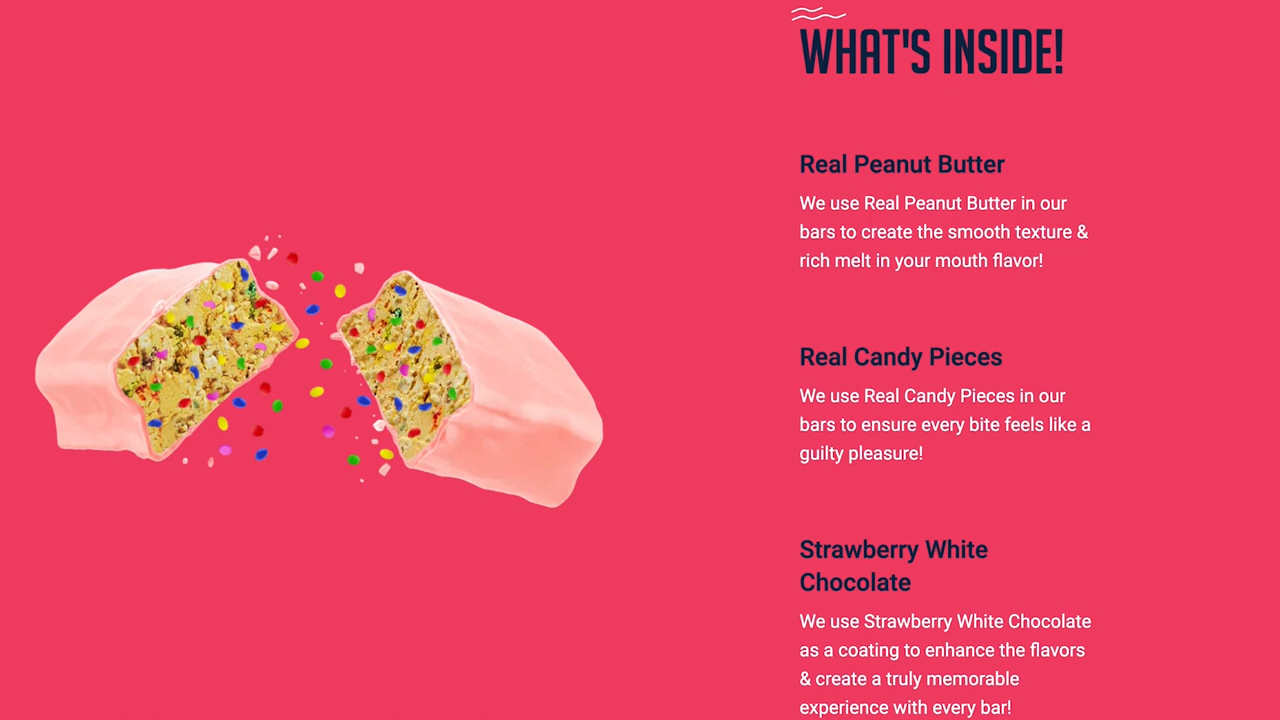 WHAT'S INSIDE!
Real Peanut Butter
We use Real Peanut Butter in our
bars to create the smooth texture &
rich melt in your mouth flavor!
Real Candy Pieces
We use Real Candy Pieces in our
bars to ensure every bite feels like a
guilty pleasure!
Strawberry White
Chocolate
We use Strawberry White Chocolate
as a coating to enhance the flavors
& create a truly memorable
experience with every bar!